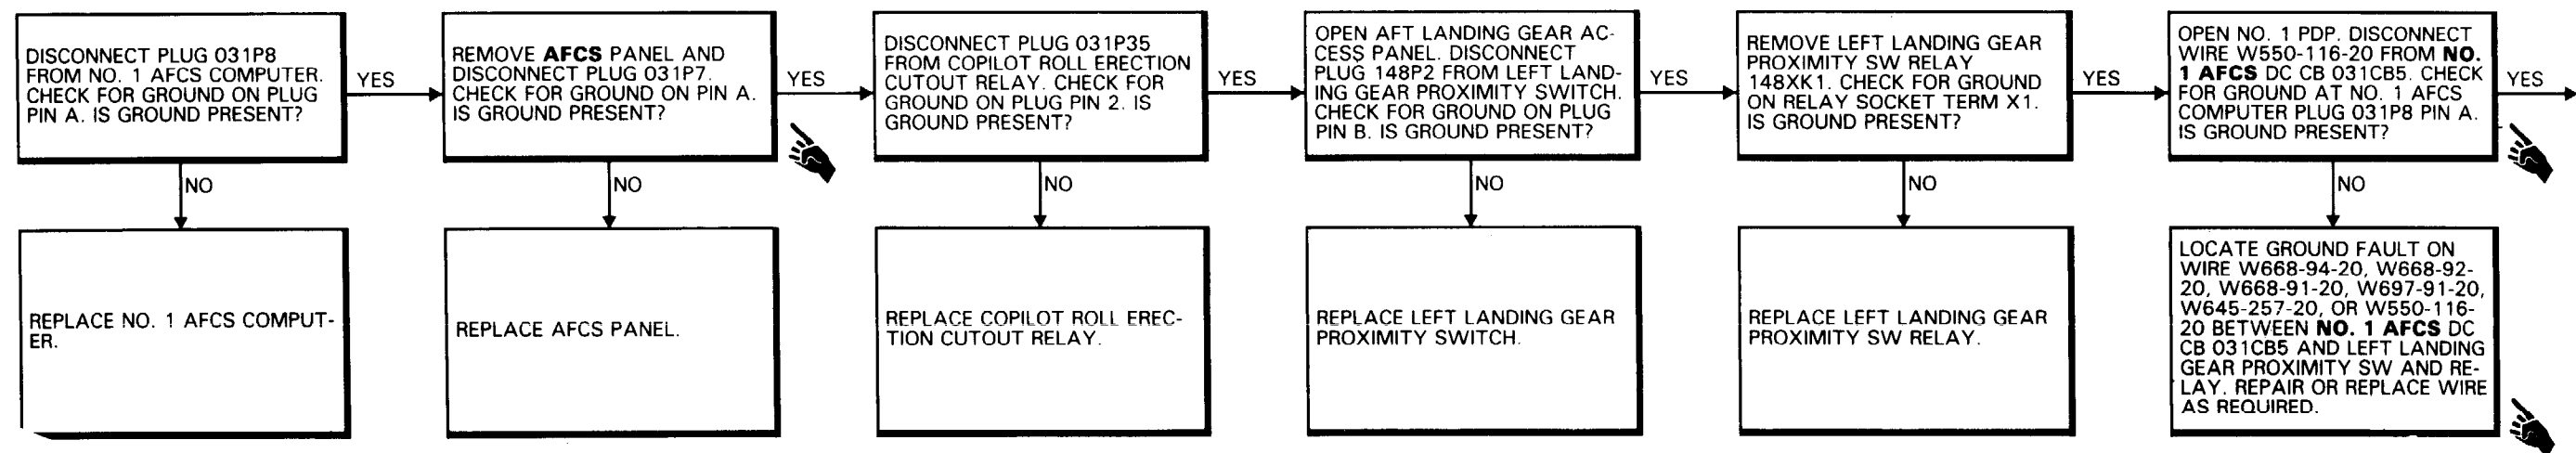 DISCONNECT PLUG 031P8
FROM NO. 1 AFCS COMPUTER.
CHECK FOR GROUND ON PLUG
PIN A. IS GROUND PRESENT?
YES
NO
REPLACE NO. 1 AFCS COMPUT-
ER.
REMOVE AFCS PANEL AND
DISCONNECT PLUG 031P7.
CHECK FOR GROUND ON PIN A.
IS GROUND PRESENT?
YES
NO
REPLACE AFCS PANEL.
DISCONNECT PLUG 031P35
FROM COPILOT ROLL ERECTION
CUTOUT RELAY. CHECK FOR
GROUND ON PLUG PIN 2. IS
GROUND PRESENT?
YES
NO
REPLACE COPILOT ROLL EREC-
TION CUTOUT RELAY.
OPEN AFT LANDING GEAR AC-
CESS PANEL. DISCONNECT
PLUG 148P2 FROM LEFT LAND-
ING GEAR PROXIMITY SWITCH.
CHECK FOR GROUND ON PLUG
PIN B. IS GROUND PRESENT?
YES
NO
REPLACE LEFT LANDING GEAR
PROXIMITY SWITCH.
REMOVE LEFT LANDING GEAR
PROXIMITY SW RELAY
148XK1. CHECK FOR GROUND
ON RELAY SOCKET TERM X1.
IS GROUND PRESENT?
YES
NO
REPLACE LEFT LANDING GEAR
PROXIMITY SW RELAY.
OPEN NO. 1 PDP. DISCONNECT
WIRE W550-116-20 FROM NO.
1 AFCS DC CB 031CB5. CHECK
FOR GROUND AT NO. 1 AFCS
COMPUTER PLUG 031P8 PIN A.
IS GROUND PRESENT?
YES
NO
LOCATE GROUND FAULT ON
WIRE W668-94-20, W668-92-
20, W668-91-20, W697-91-20,
W645-257-20, OR W550-116-
20 BETWEEN NO. 1 AFCS DC
CB 031CB5 AND LEFT LANDING
GEAR PROXIMITY SW AND RE-
LAY. REPAIR OR REPLACE WIRE
AS REQUIRED.